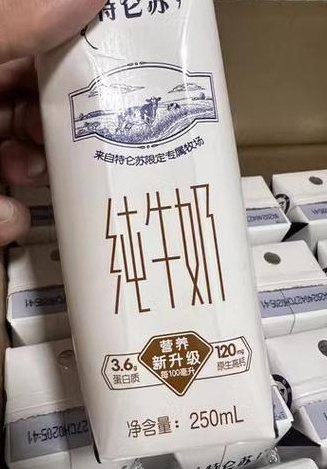 特仑苏
来自特仑苏限定专属牧场
纯牛奶
营养
新升级
每100毫升
3.6g
蛋白质
120mg
原生高钙
净含量：250mL